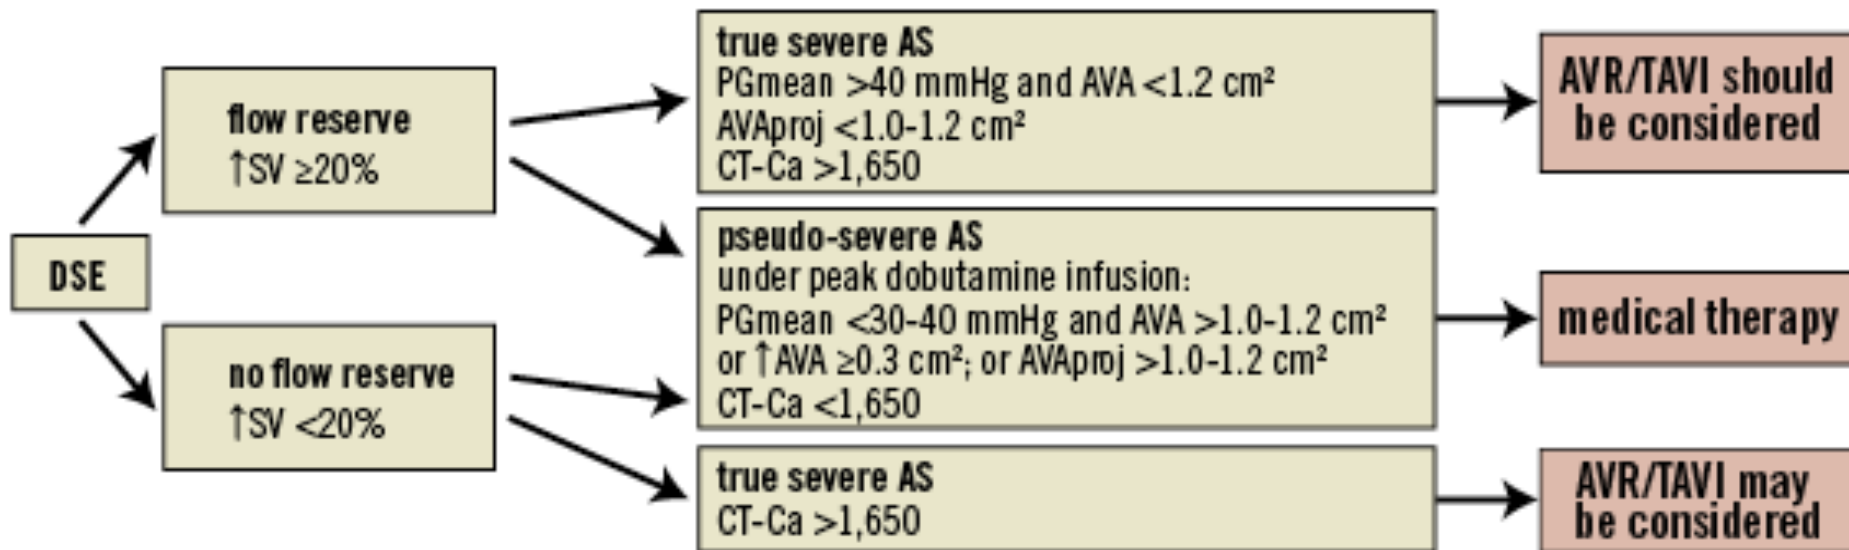 DSE
flow reserve
↑SV ≥20%
no flow reserve
↑SV <20%
true severe AS
PGmean >40 mmHg and AVA <1.2 cm²
AVAproj <1.0-1.2 cm²
CT-Ca >1,650
pseudo-severe AS
under peak dobutamine infusion:
PGmean <30-40 mmHg and AVA >1.0-1.2 cm²
or ↑AVA ≥0.3 cm²; or AVAproj >1.0-1.2 cm²
CT-Ca <1,650
true severe AS
CT-Ca >1,650
AVR/TAVI should
be considered
medical therapy
AVR/TAVI may
be considered